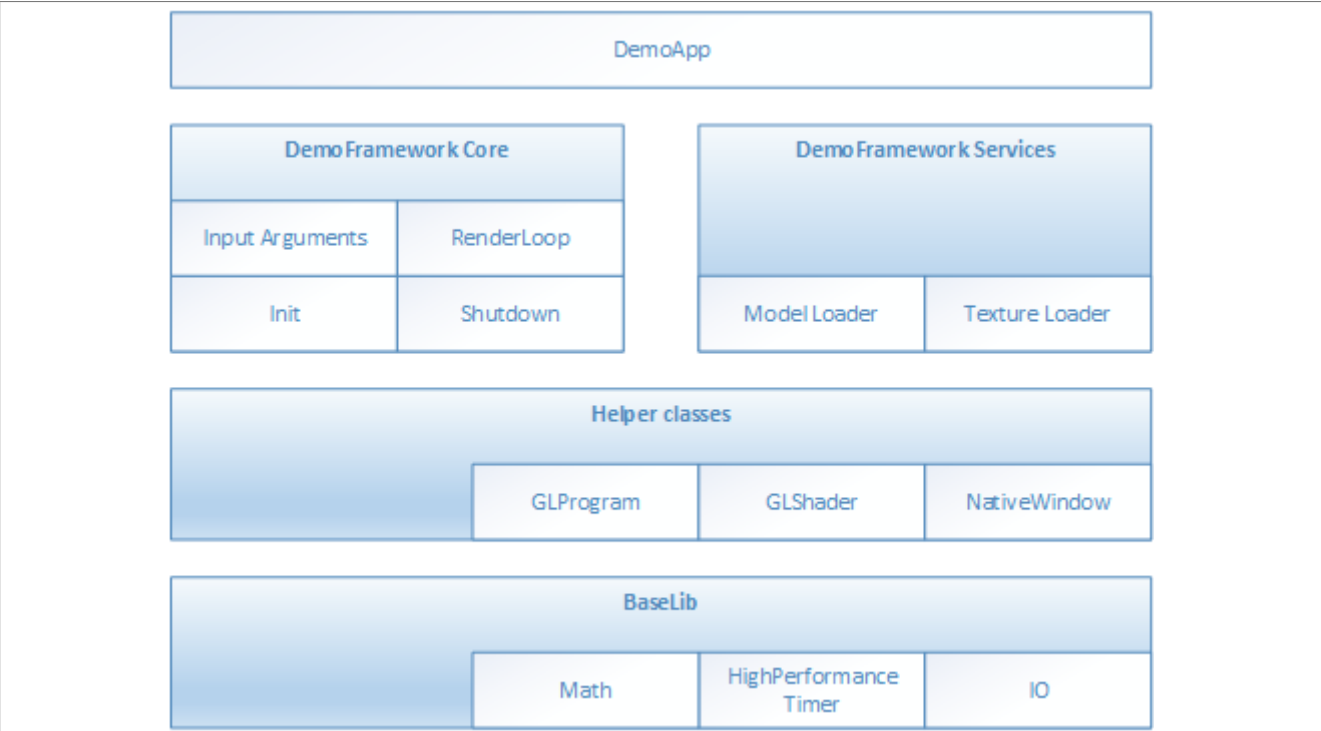 DemoApp
DemoFramework Core
DemoFramework Services
Input Arguments
RenderLoop
Init
Shutdown
Model Loader
Texture Loader
Helper classes
GLProgram
GLShader
NativeWindow
BaseLib
Math
HighPerformance
Timer
IO